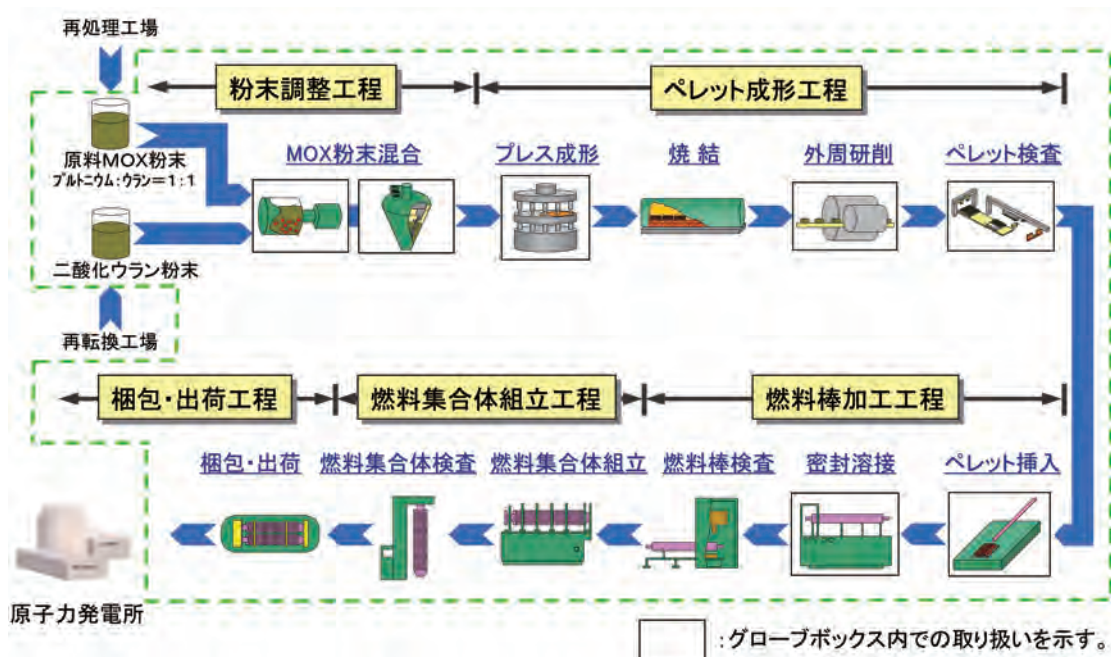 再処理工場
粉末調整工程
ペレット成形工程
原料MOX粉末
プルトニウム:ウラン=1:1
MOX粉末混合
プレス成形
焼 結
外周研削
ペレット検査
二酸化ウラン粉末
再転換工場
梱包・出荷工程
燃料集合体組立工程
燃料棒加工工程
梱包・出荷
燃料集合体検査
燃料集合体組立
燃料棒検査
密封溶接
ペレット挿入
原子力発電所
:グローブボックス内での取り扱いを示す。